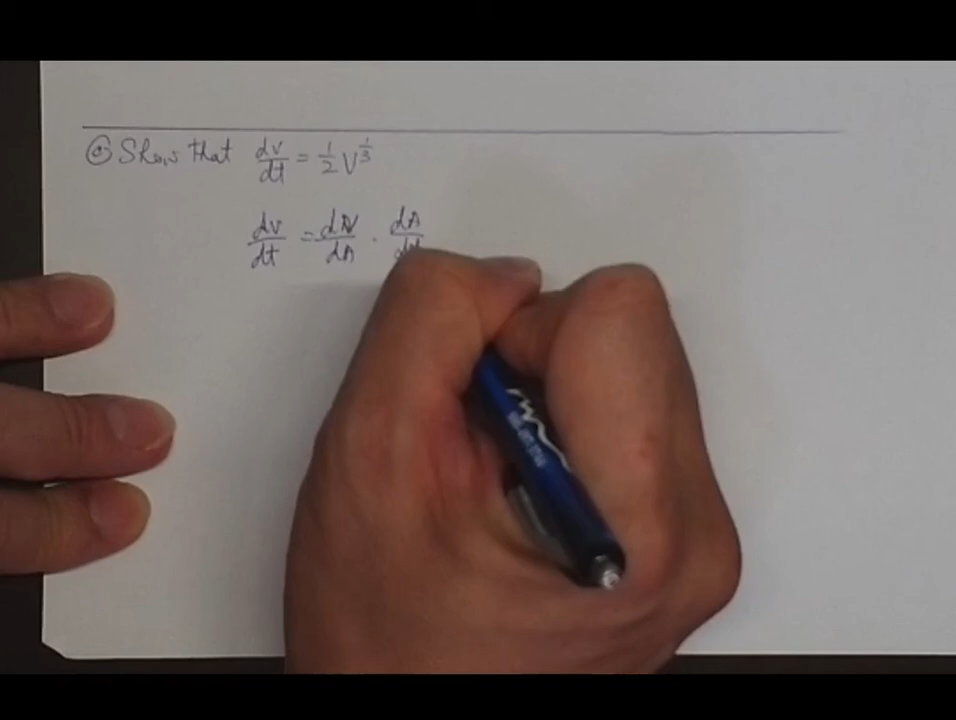 ⓒ Show that dv/dt = 1/2 V^1/3
dv/dt = dV/dA · dA/dt